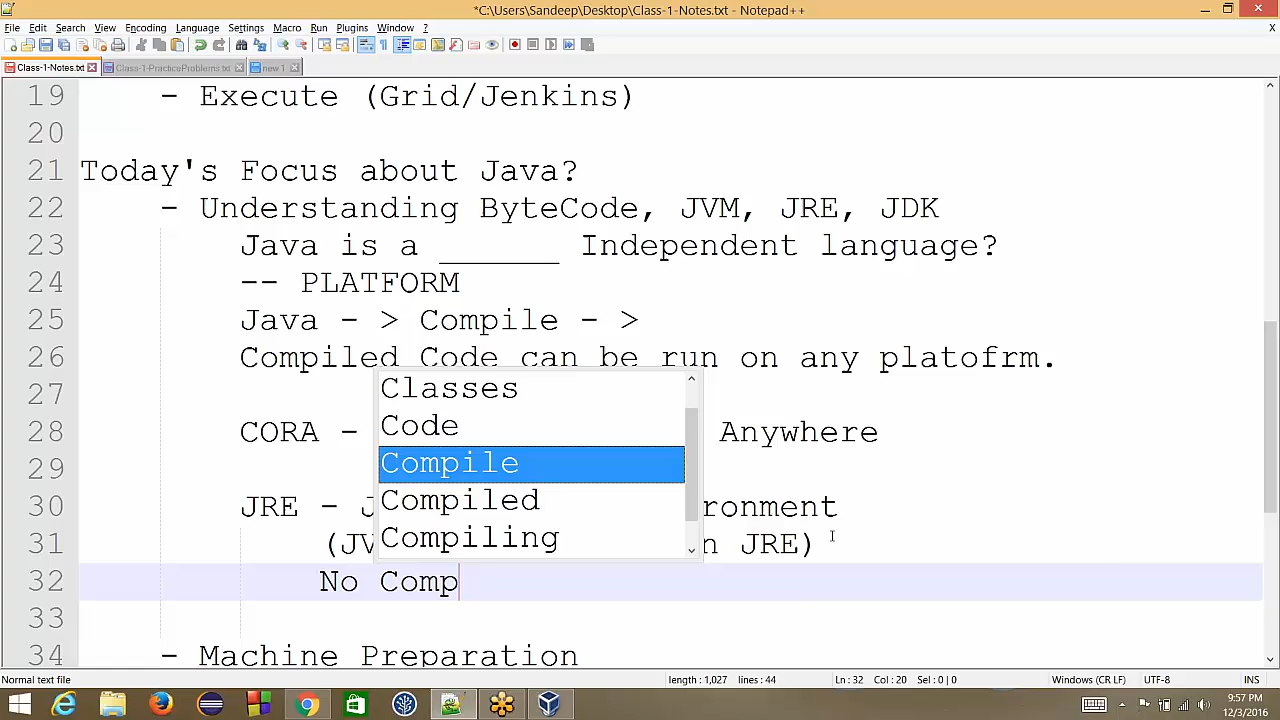 *C:\Users\Sandeep\Desktop\Class-1-Notes.txt - Notepad++
File Edit Search View Encoding Language Settings Macro Run Plugins Window ? X
Class-1-Notes.txt Class-1-PracticeProblems.txt new 1
19 - Execute (Grid/Jenkins)
20
21 Today's Focus about Java?
22 - Understanding ByteCode, JVM, JRE, JDK
23 Java is a ______ Independent language?
24 -- PLATFORM
25 Java - > Compile - >
26 Compiled Code can be run on any platofrm.
27
Classes
Code
28 CORA - Anywhere
Compile
29
Compiled
30 JRE - J ronment
Compiling
31 (JV n JRE)
32 No Comp
33
34 - Machine Preparation
Normal text file length : 1,027 lines : 44 Ln : 32 Col : 20 Sel : 0 | 0 Windows (CR LF) UTF-8 INS
9:57 PM
12/3/2016